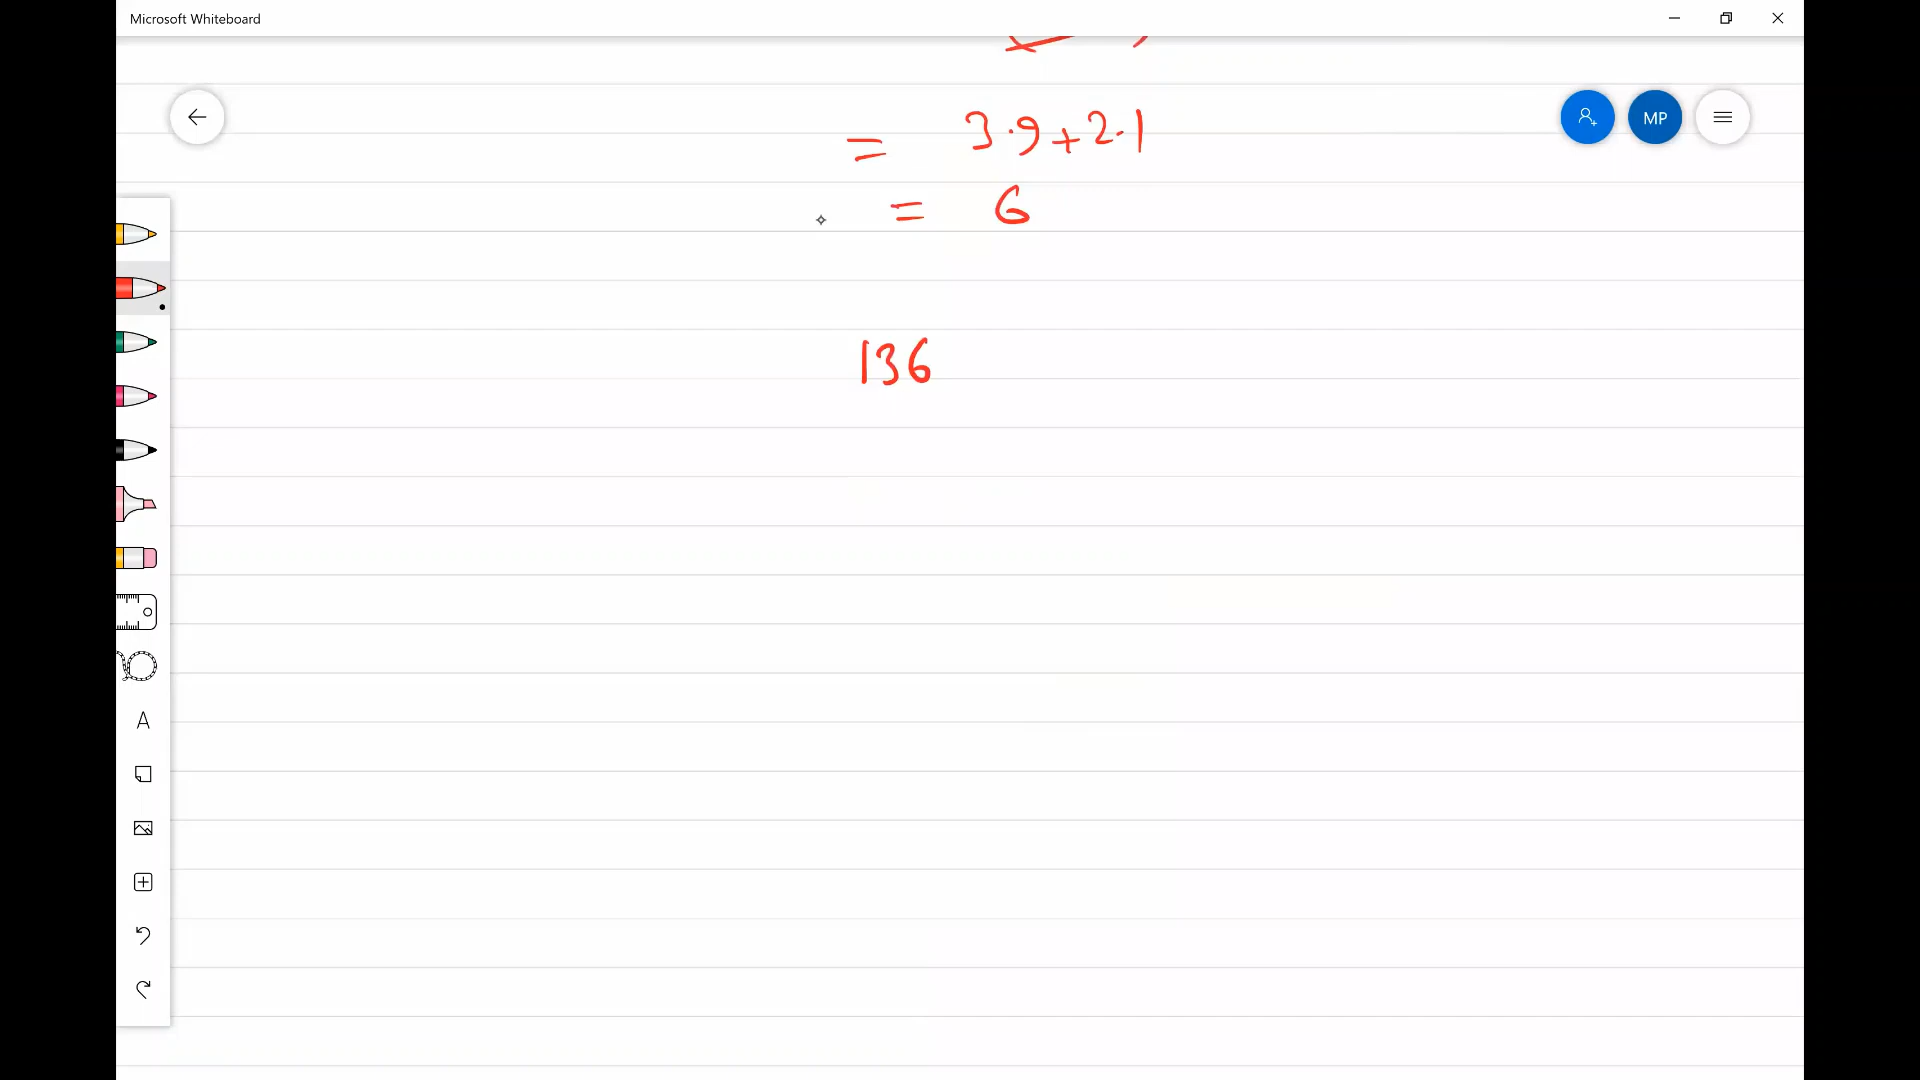 Microsoft Whiteboard
= 3.9+2.1
MP
= 6
136
A